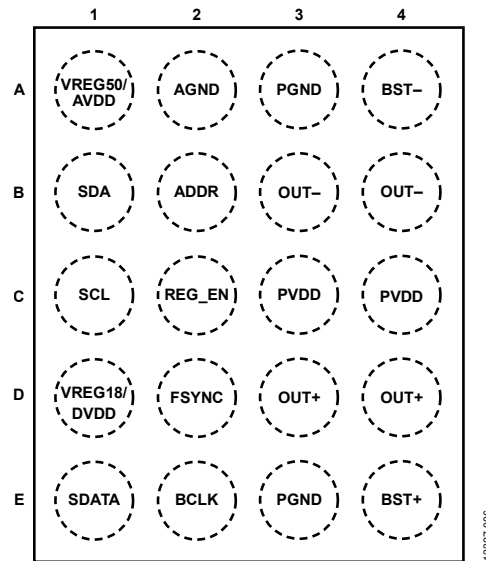 1 2 3 4
A VREG50/ AGND PGND BST–
AVDD
B SDA ADDR OUT– OUT–
C SCL REG_EN PVDD PVDD
D VREG18/ FSYNC OUT+ OUT+
DVDD
E SDATA BCLK PGND BST+